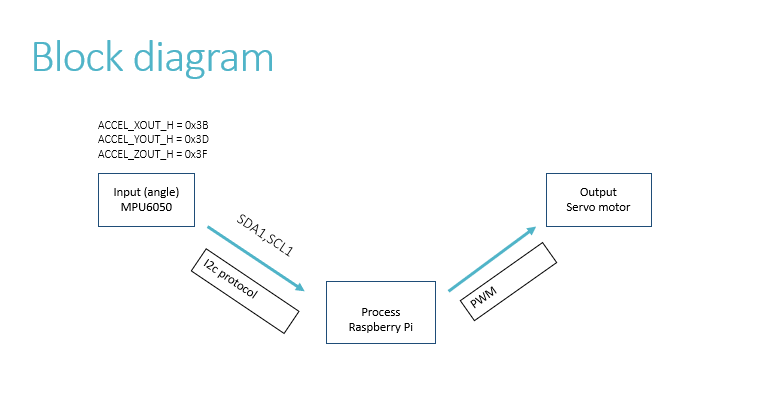 Block diagram
ACCEL_XOUT_H = 0x3B
ACCEL_YOUT_H = 0x3D
ACCEL_ZOUT_H = 0x3F
Input (angle)
MPU6050
SDA1,SCL1
I2c protocol
Process
Raspberry Pi
PWM
Output
Servo motor